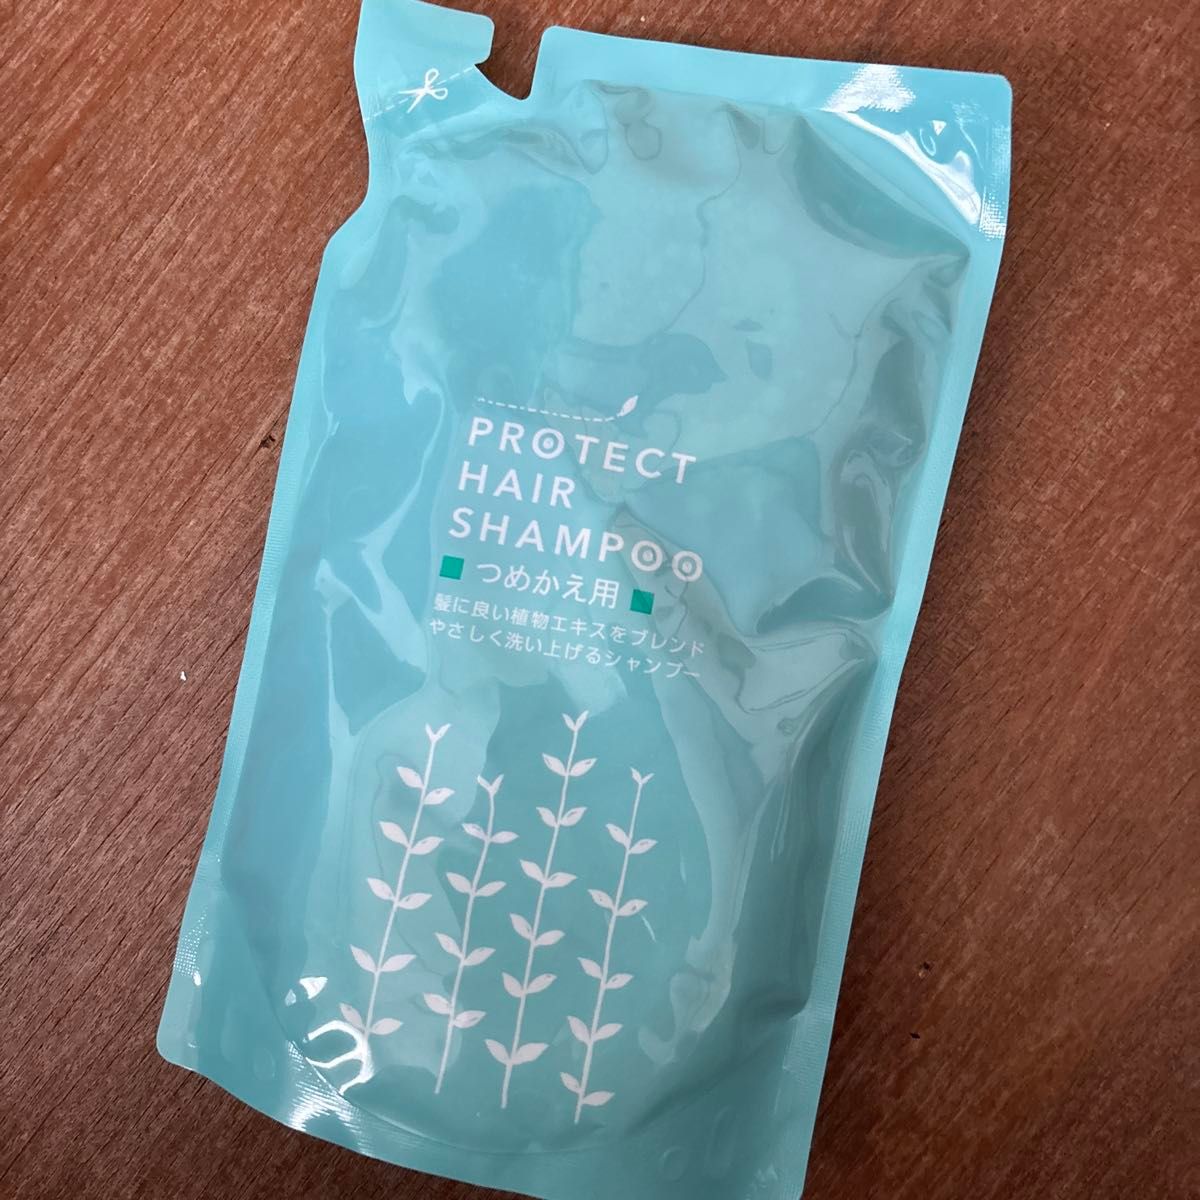 PROTECT
HAIR
SHAMPOO
つめかえ用
髪に良い植物エキスをブレンド
やさしく洗い上げるシャンプー